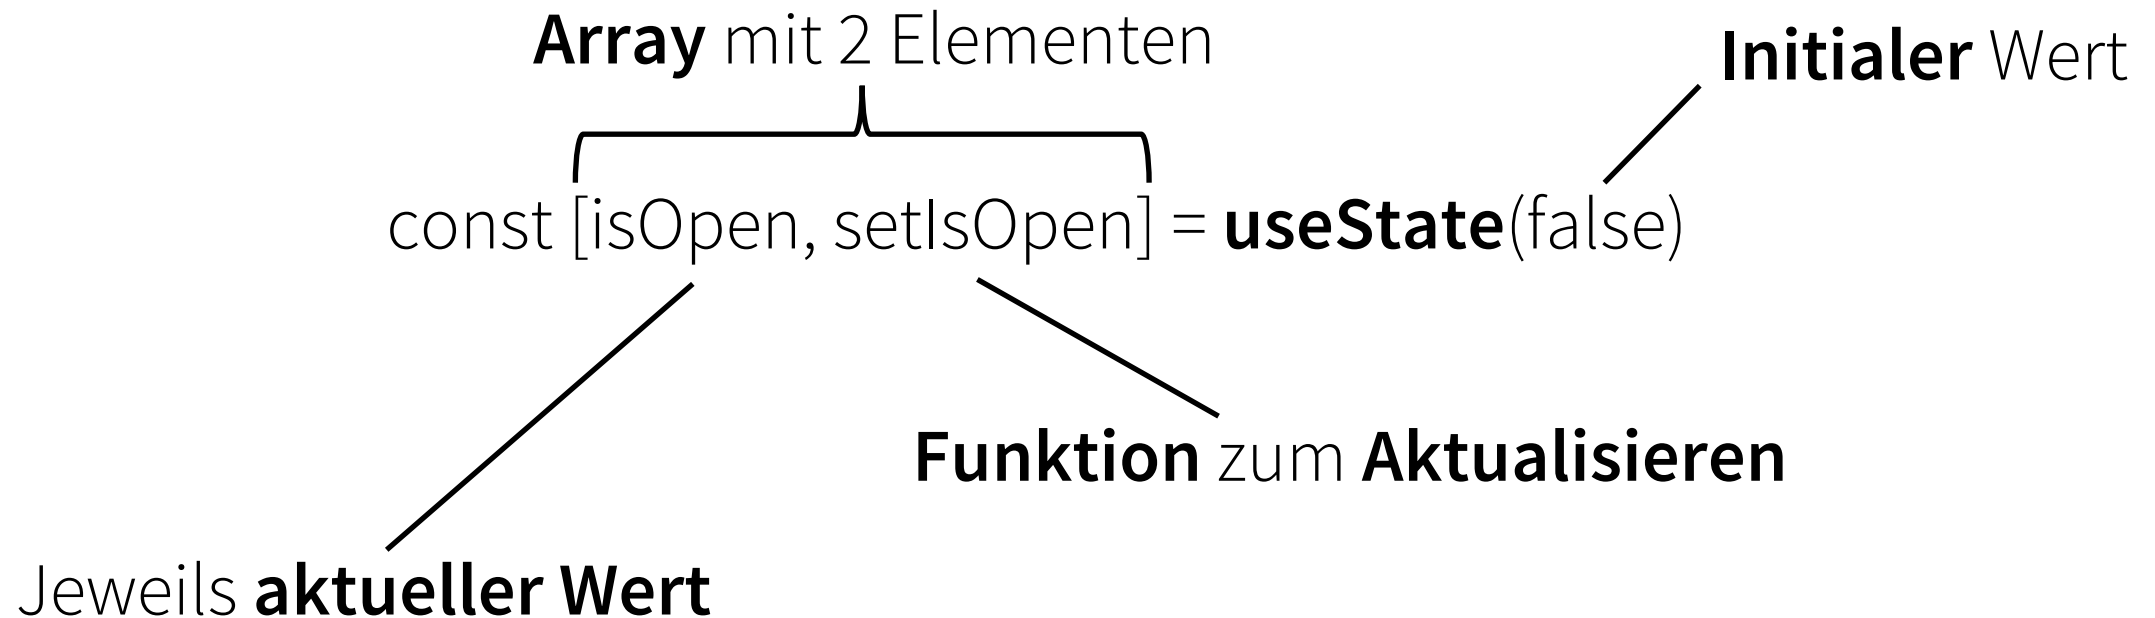 Array mit 2 Elementen
Initialer Wert
const [isOpen, setIsOpen] = useState(false)
Funktion zum Aktualisieren
Jeweils aktueller Wert